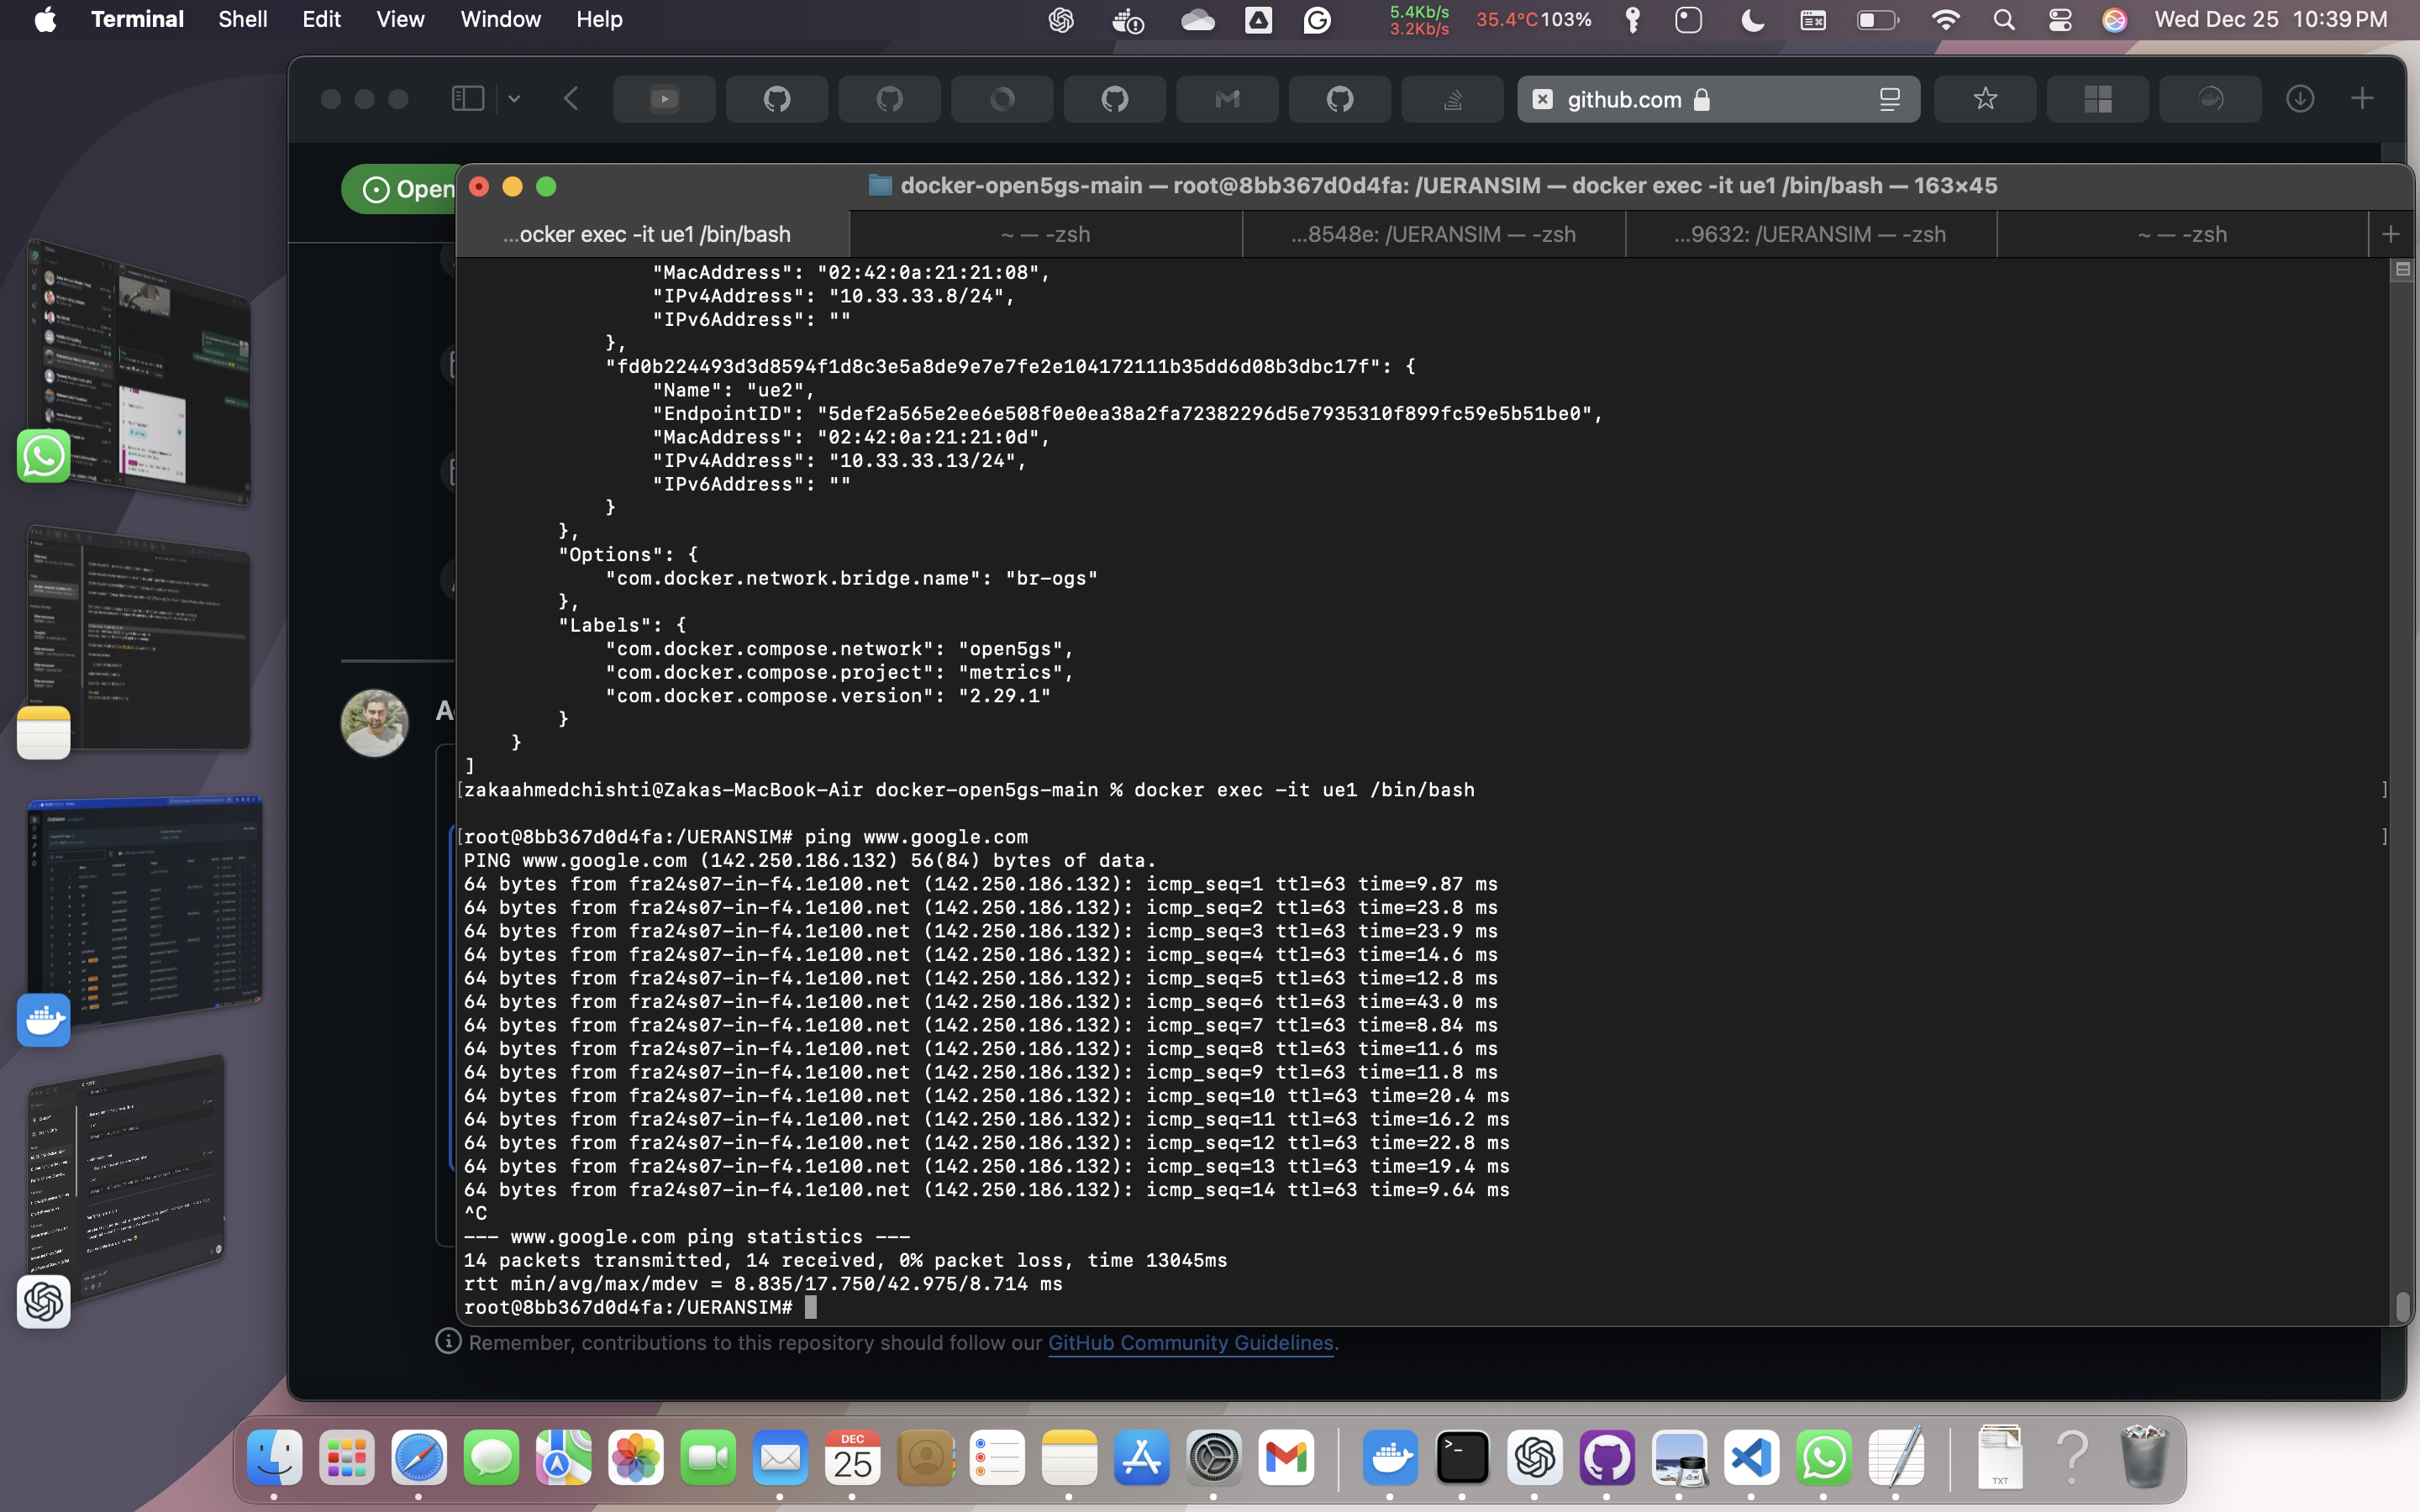 Terminal Shell Edit View Window Help 5.4Kb/s 3.2Kb/s 35.4°C 103% Wed Dec 25 10:39 PM
github.com
Open
docker-open5gs-main — root@8bb367d0d4fa: /UERANSIM — docker exec -it ue1 /bin/bash — 163×45
...ocker exec -it ue1 /bin/bash ~ — -zsh ...8548e: /UERANSIM — -zsh ...9632: /UERANSIM — -zsh ~ — -zsh
"MacAddress": "02:42:0a:21:21:08",
"IPv4Address": "10.33.33.8/24",
"IPv6Address": ""
},
"fd0b224493d3d8594f1d8c3e5a8de9e7e7fe2e104172111b35dd6d08b3dbc17f": {
"Name": "ue2",
"EndpointID": "5def2a565e2ee6e508f0e0ea38a2fa72382296d5e7935310f899fc59e5b51be0",
"MacAddress": "02:42:0a:21:21:0d",
"IPv4Address": "10.33.33.13/24",
"IPv6Address": ""
}
},
"Options": {
"com.docker.network.bridge.name": "br-ogs"
},
"Labels": {
"com.docker.compose.network": "open5gs",
"com.docker.compose.project": "metrics",
"com.docker.compose.version": "2.29.1"
}
}
]
[zakaahmedchishti@Zakas-MacBook-Air docker-open5gs-main % docker exec -it ue1 /bin/bash ]
[root@8bb367d0d4fa:/UERANSIM# ping www.google.com ]
PING www.google.com (142.250.186.132) 56(84) bytes of data.
64 bytes from fra24s07-in-f4.1e100.net (142.250.186.132): icmp_seq=1 ttl=63 time=9.87 ms
64 bytes from fra24s07-in-f4.1e100.net (142.250.186.132): icmp_seq=2 ttl=63 time=23.8 ms
64 bytes from fra24s07-in-f4.1e100.net (142.250.186.132): icmp_seq=3 ttl=63 time=23.9 ms
64 bytes from fra24s07-in-f4.1e100.net (142.250.186.132): icmp_seq=4 ttl=63 time=14.6 ms
64 bytes from fra24s07-in-f4.1e100.net (142.250.186.132): icmp_seq=5 ttl=63 time=12.8 ms
64 bytes from fra24s07-in-f4.1e100.net (142.250.186.132): icmp_seq=6 ttl=63 time=43.0 ms
64 bytes from fra24s07-in-f4.1e100.net (142.250.186.132): icmp_seq=7 ttl=63 time=8.84 ms
64 bytes from fra24s07-in-f4.1e100.net (142.250.186.132): icmp_seq=8 ttl=63 time=11.6 ms
64 bytes from fra24s07-in-f4.1e100.net (142.250.186.132): icmp_seq=9 ttl=63 time=11.8 ms
64 bytes from fra24s07-in-f4.1e100.net (142.250.186.132): icmp_seq=10 ttl=63 time=20.4 ms
64 bytes from fra24s07-in-f4.1e100.net (142.250.186.132): icmp_seq=11 ttl=63 time=16.2 ms
64 bytes from fra24s07-in-f4.1e100.net (142.250.186.132): icmp_seq=12 ttl=63 time=22.8 ms
64 bytes from fra24s07-in-f4.1e100.net (142.250.186.132): icmp_seq=13 ttl=63 time=19.4 ms
64 bytes from fra24s07-in-f4.1e100.net (142.250.186.132): icmp_seq=14 ttl=63 time=9.64 ms
^C
--- www.google.com ping statistics ---
14 packets transmitted, 14 received, 0% packet loss, time 13045ms
rtt min/avg/max/mdev = 8.835/17.750/42.975/8.714 ms
root@8bb367d0d4fa:/UERANSIM#
Remember, contributions to this repository should follow our GitHub Community Guidelines.
DEC
25
TXT